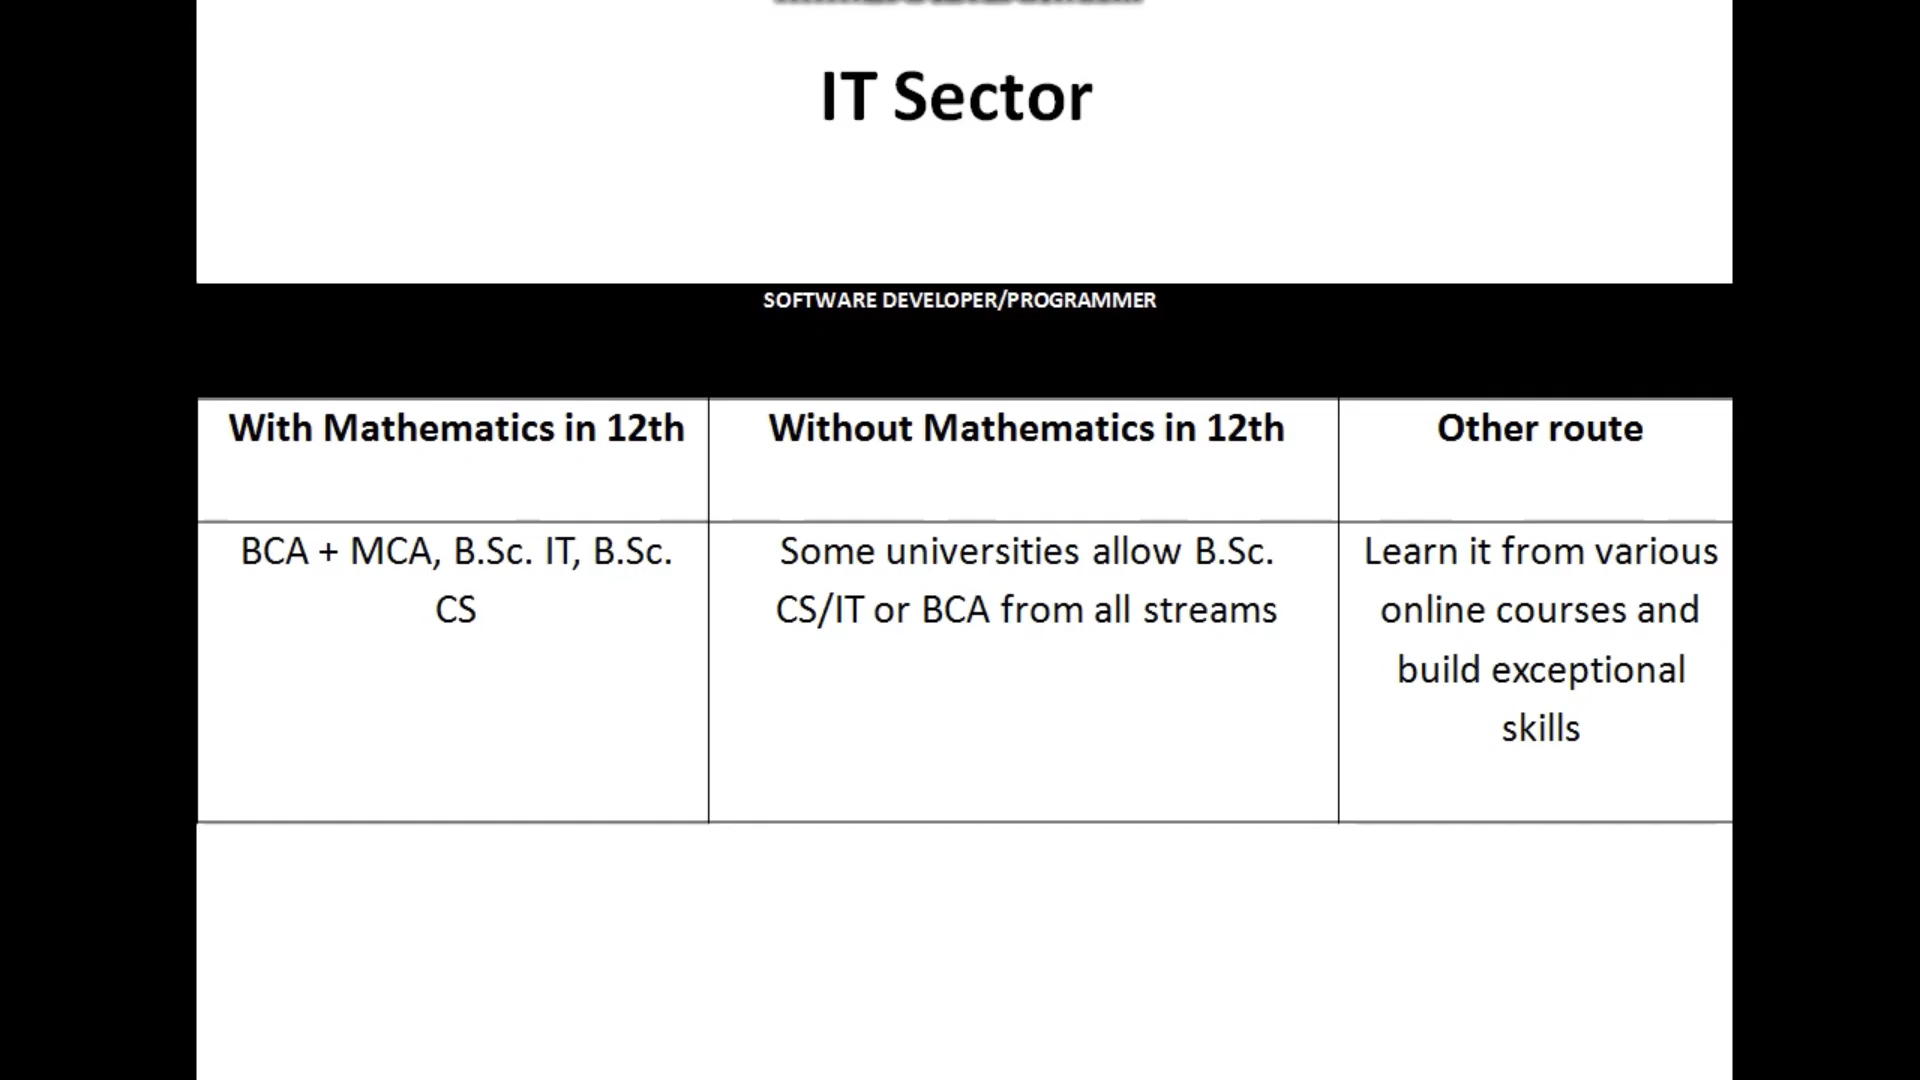 IT Sector
SOFTWARE DEVELOPER/PROGRAMMER
With Mathematics in 12th
Without Mathematics in 12th
Other route
BCA + MCA, B.Sc. IT, B.Sc.
CS
Some universities allow B.Sc.
CS/IT or BCA from all streams
Learn it from various
online courses and
build exceptional
skills